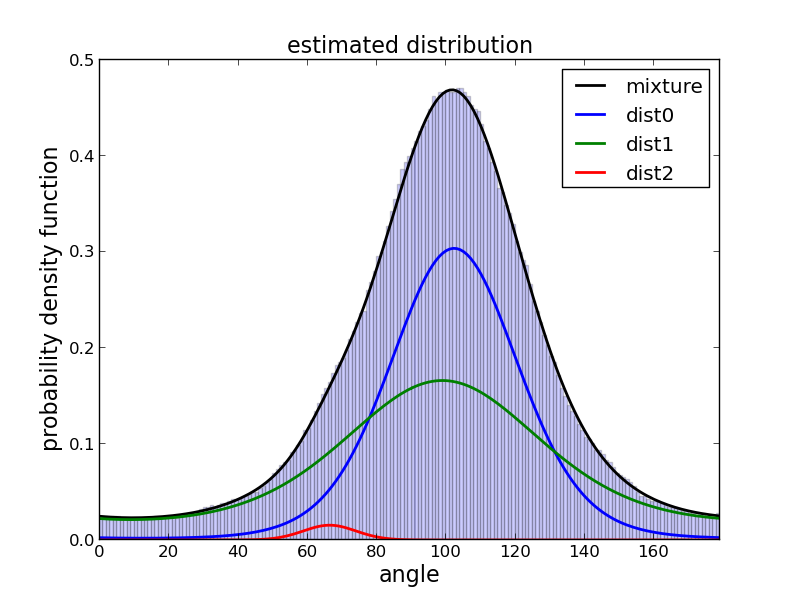 estimated distribution
probability density function
0.5
0.4
0.3
0.2
0.1
0.0
mixture
dist0
dist1
dist2
0 20 40 60 80 100 120 140 160
angle